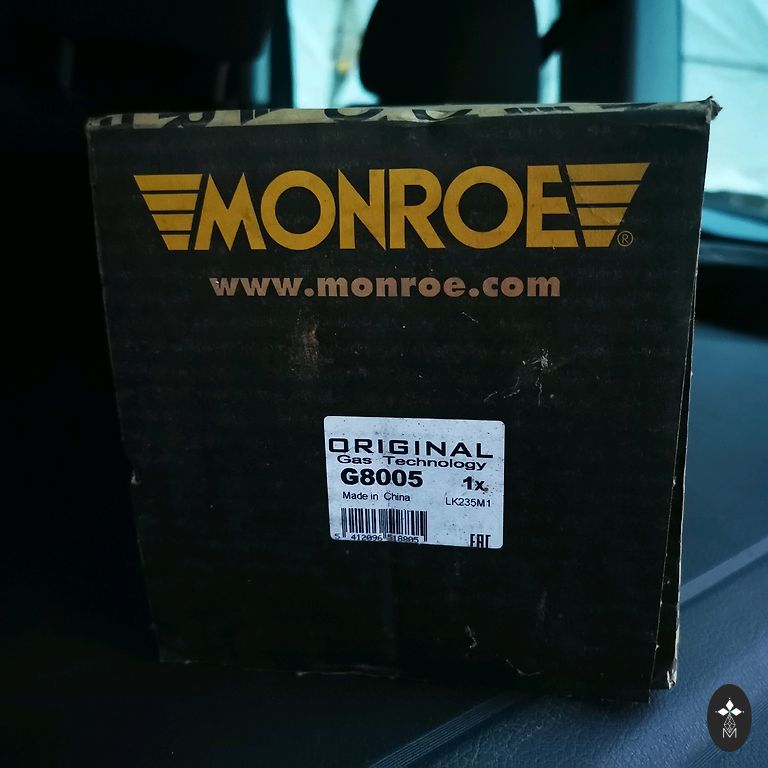 MONROE®
www.monroe.com
ORIGINAL
Gas Technology
G8005 1x
Made in China LK235M1
EAC
M